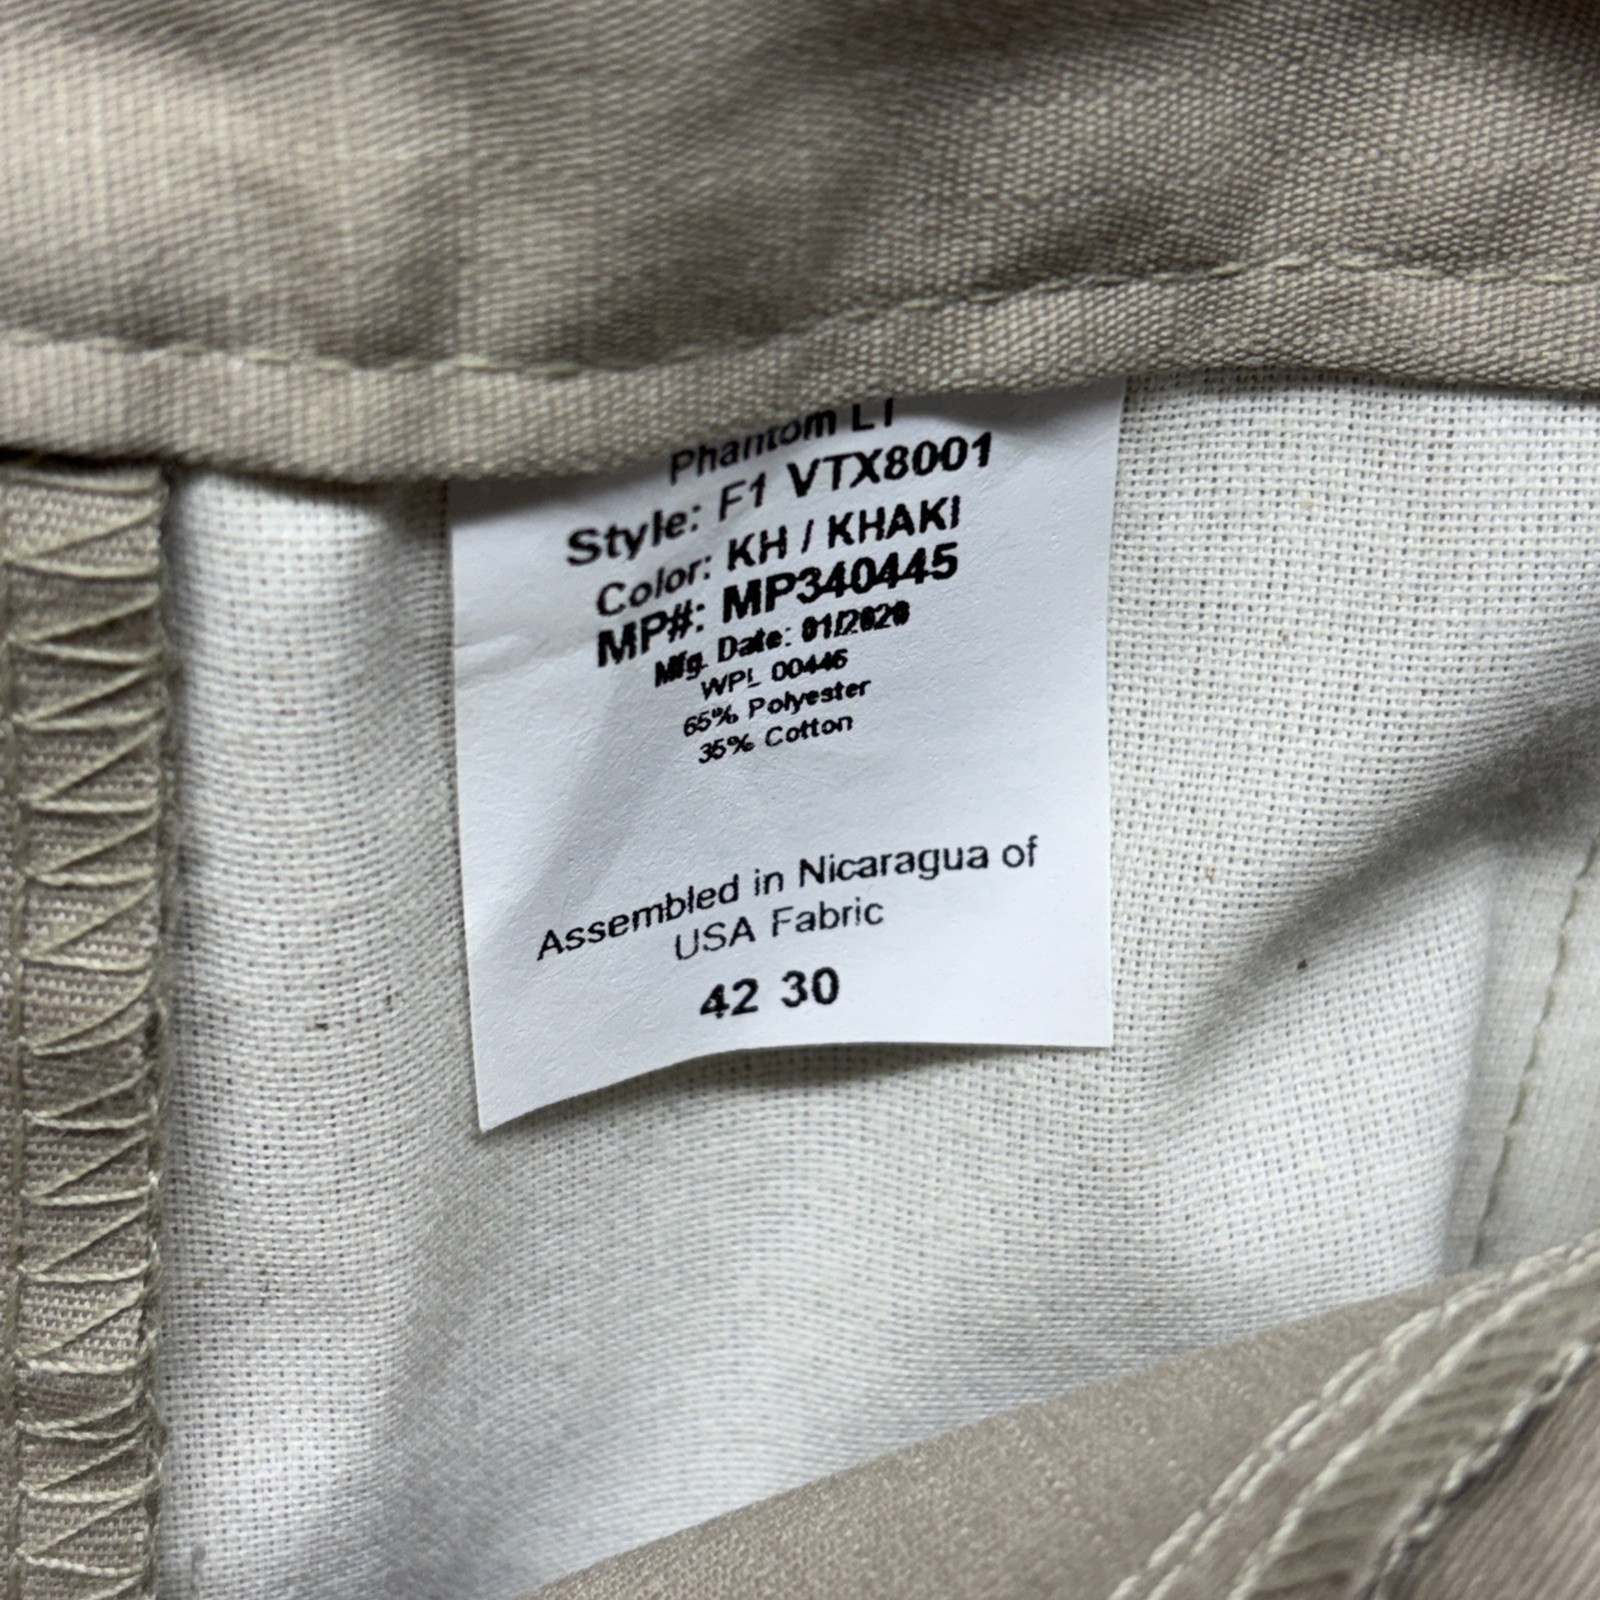 Phantom LT
Style: F1 VTX8001
Color: KH / KHAKI
MP#: MP340445
Mfg. Date: 01/2020
WPL 00446
65% Polyester
35% Cotton
Assembled in Nicaragua of
USA Fabric
42 30